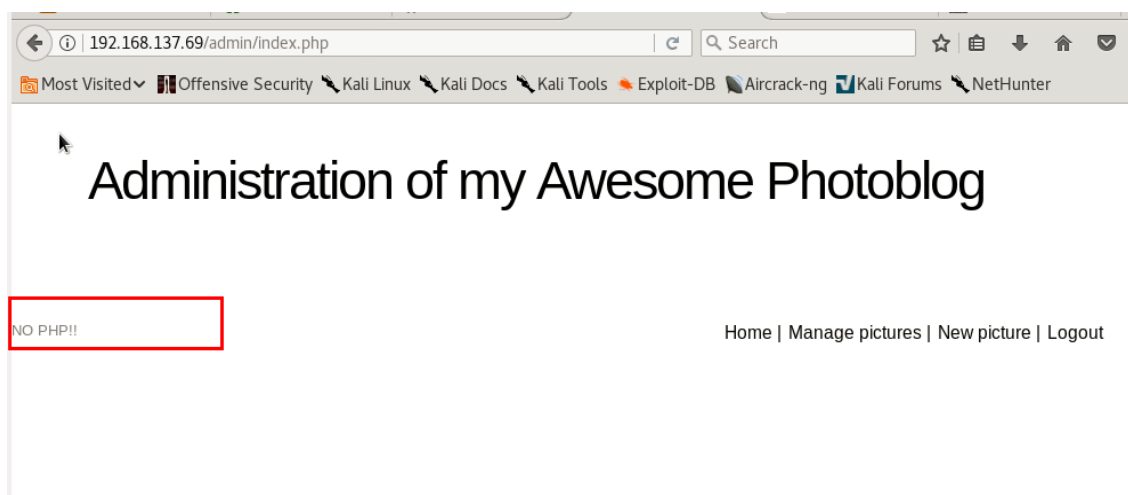 192.168.137.69/admin/index.php Search
Most Visited Offensive Security Kali Linux Kali Docs Kali Tools Exploit-DB Aircrack-ng Kali Forums NetHunter
Administration of my Awesome Photoblog
NO PHP!! Home | Manage pictures | New picture | Logout